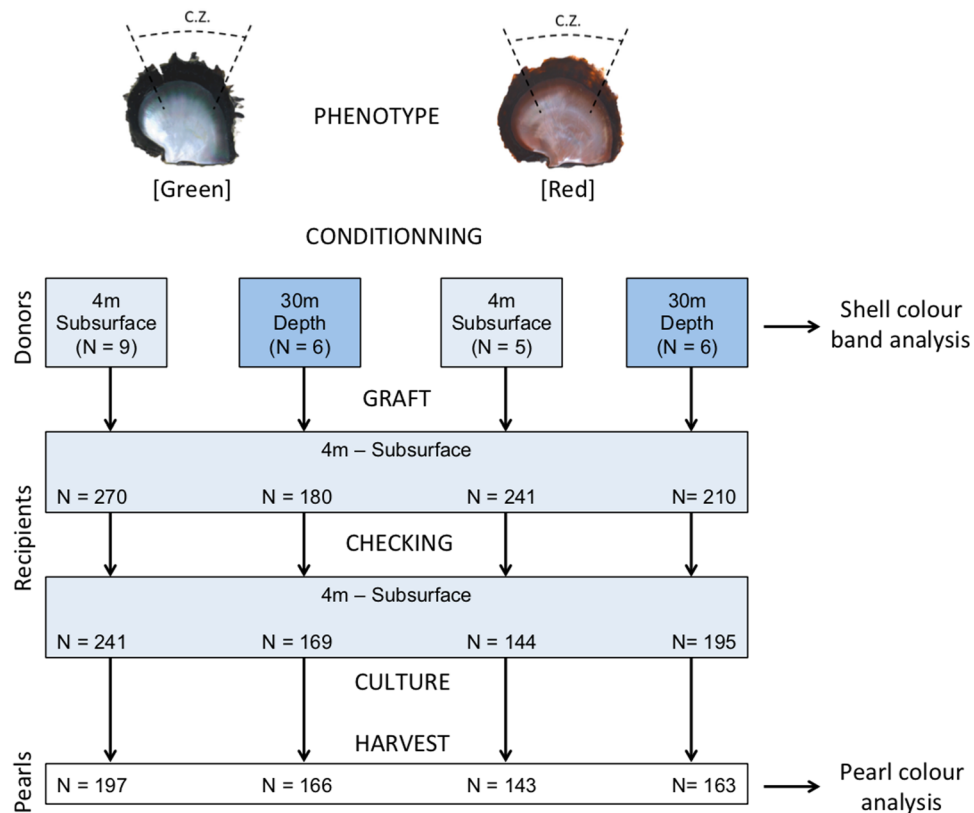 c.z.
c.z.
PHENOTYPE
[Green]
[Red]
CONDITIONNING
Donors
4m
Subsurface
(N = 9)
30m
Depth
(N = 6)
4m
Subsurface
(N = 5)
30m
Depth
(N = 6)
Shell colour
band analysis
GRAFT
Recipients
4m – Subsurface
N = 270
N = 180
N = 241
N= 210
CHECKING
4m – Subsurface
N = 241
N = 169
N = 144
N= 195
CULTURE
HARVEST
Pearls
N = 197
N = 166
N = 143
N= 163
Pearl colour
analysis